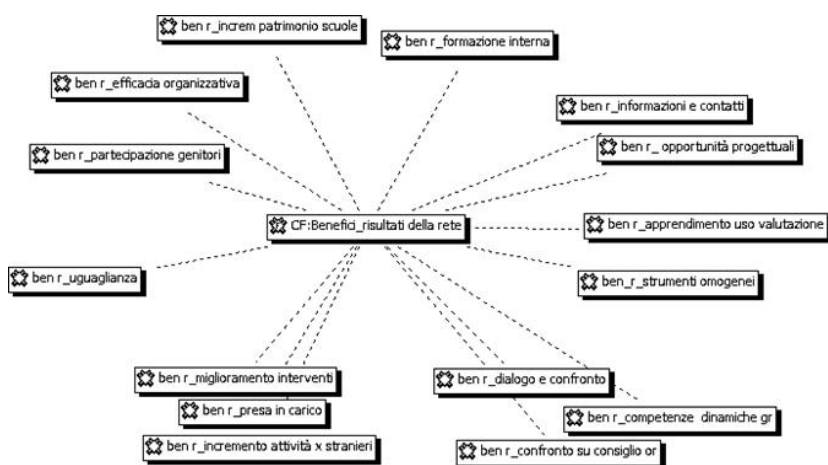 ben r_increm patrimonio scuole
ben r_formazione interna
ben r_efficacia organizzativa
ben r_informazioni e contatti
ben r_ opportunità progettuali
ben r_partecipazione genitori
CF:Benefici_risultati della rete
ben r_apprendimento uso valutazione
ben r_uguaglianza
ben_r_strumenti omogenei
ben r_miglioramento interventi
ben r_dialogo e confronto
ben r_presa in carico
ben r_competenze dinamiche gr
ben r_incremento attività x stranieri
ben r_confronto su consiglio or